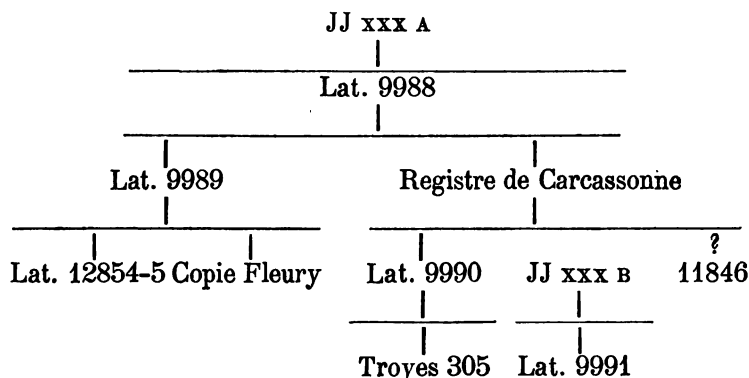 JJ xxx A
Lat. 9988
Lat. 9989 Registre de Carcassonne
?
Lat. 12854-5 Copie Fleury Lat. 9990 JJ xxx B 11846
Troyes 305 Lat. 9991